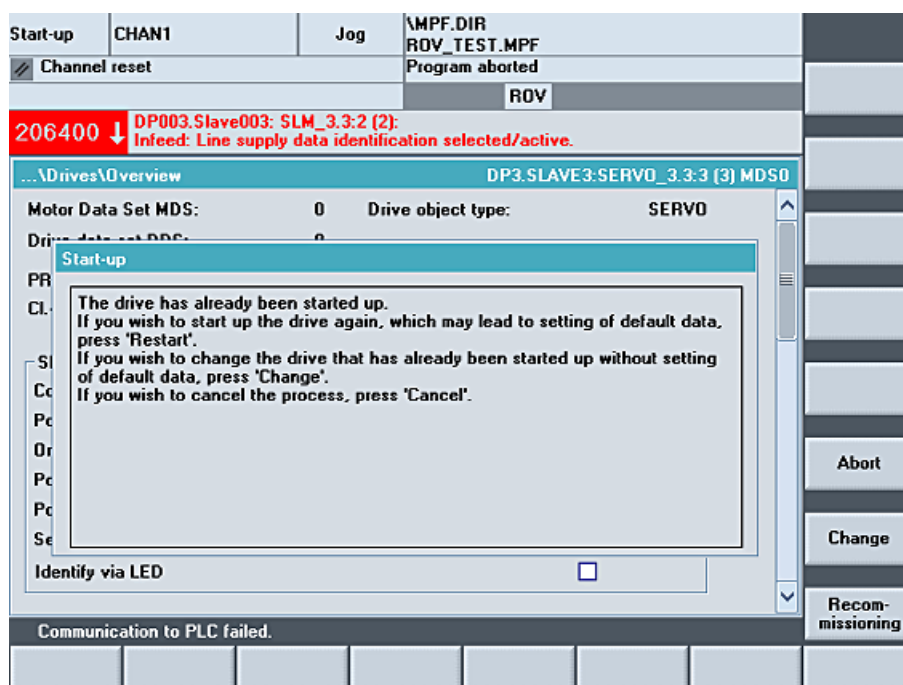 Start-up CHAN1 Jog \MPF.DIR
ROV_TEST.MPF
Channel reset Program aborted
ROV
206400 ↓ DP003.Slave003: SLM_3.3:2 (2):
Infeed: Line supply data identification selected/active.
...\Drives\Overview DP3.SLAVE3:SERVO_3.3:3 (3) MDS0
Motor Data Set MDS: 0 Drive object type: SERVO
Start-up
PR
The drive has already been started up.
If you wish to start up the drive again, which may lead to setting of default data,
press 'Restart'.
If you wish to change the drive that has already been started up without setting
of default data, press 'Change'.
If you wish to cancel the process, press 'Cancel'.
Identify via LED
Abort
Change
Recom-
missioning
Communication to PLC failed.